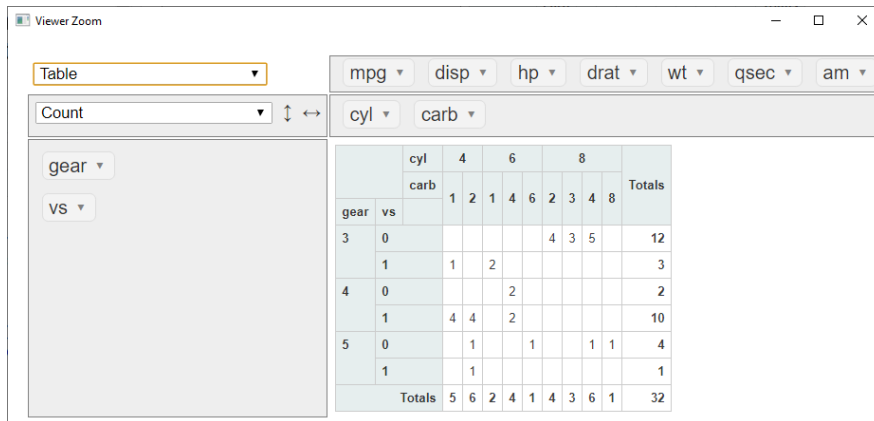 Viewer Zoom
Table
mpg disp hp drat wt qsec am
Count
cyl carb
gear
vs
cyl 4 6 8 Totals
carb 1 2 1 4 6 2 3 4 8
gear vs
3 0 4 3 5 12
1 1 2 3
4 0 2 2
1 4 4 2 10
5 0 1 1 1 1 4
1 1 1
Totals 5 6 2 4 1 4 3 6 1 32